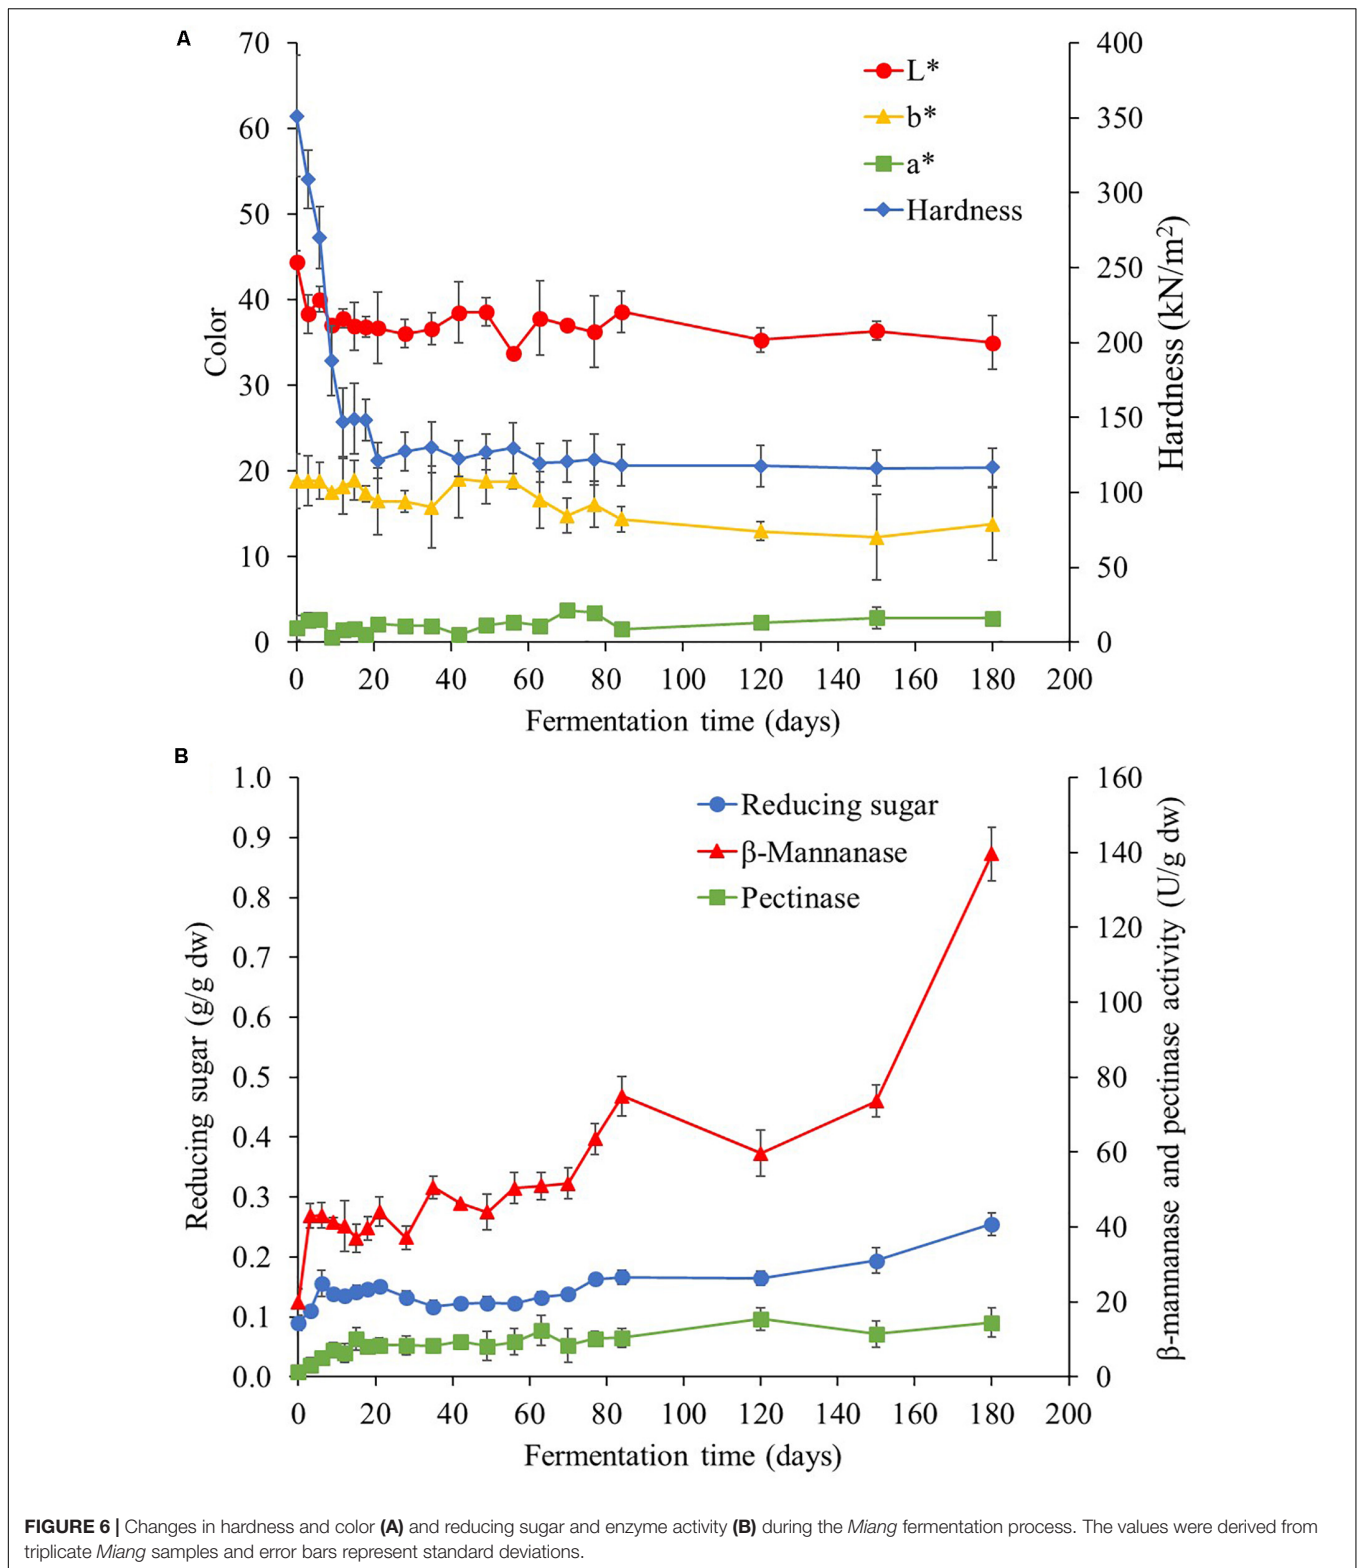 A
70
60
50
40
30
20
10
0
Color
400
350
300
250
200
150
100
50
0
Hardness (kN/m²)
L*
b*
a*
Hardness
0 20 40 60 80 100 120 140 160 180 200
Fermentation time (days)
B
1.0
0.9
0.8
0.7
0.6
0.5
0.4
0.3
0.2
0.1
0.0
Reducing sugar (g/g dw)
160
140
120
100
80
60
40
20
0
β-mannanase and pectinase activity (U/g dw)
Reducing sugar
β-Mannanase
Pectinase
0 20 40 60 80 100 120 140 160 180 200
Fermentation time (days)
FIGURE 6 | Changes in hardness and color (A) and reducing sugar and enzyme activity (B) during the Miang fermentation process. The values were derived from
triplicate Miang samples and error bars represent standard deviations.